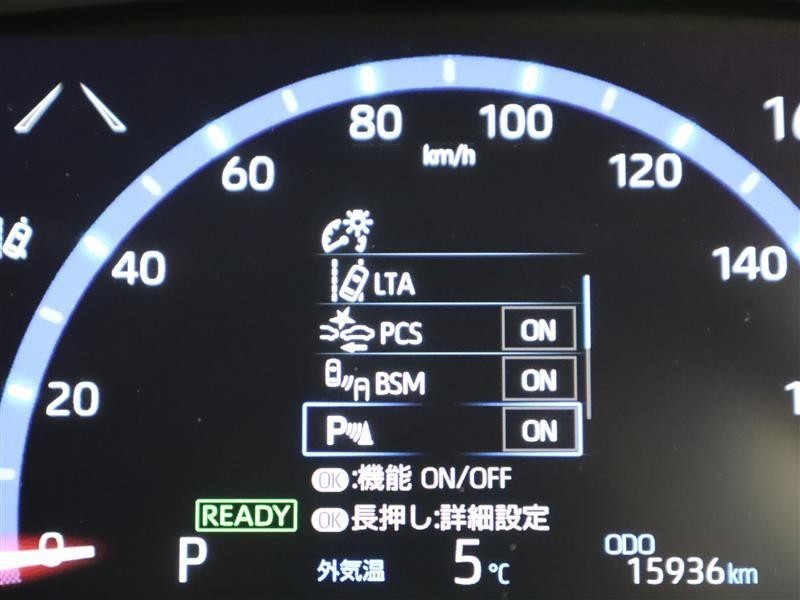 80 100
km/h
60 120
40 140
LTA
PCS ON
BSM ON
20
P ON
OK:機能 ON/OFF
READY OK長押し:詳細設定
0 P 外気温 5℃ ODO 15936km